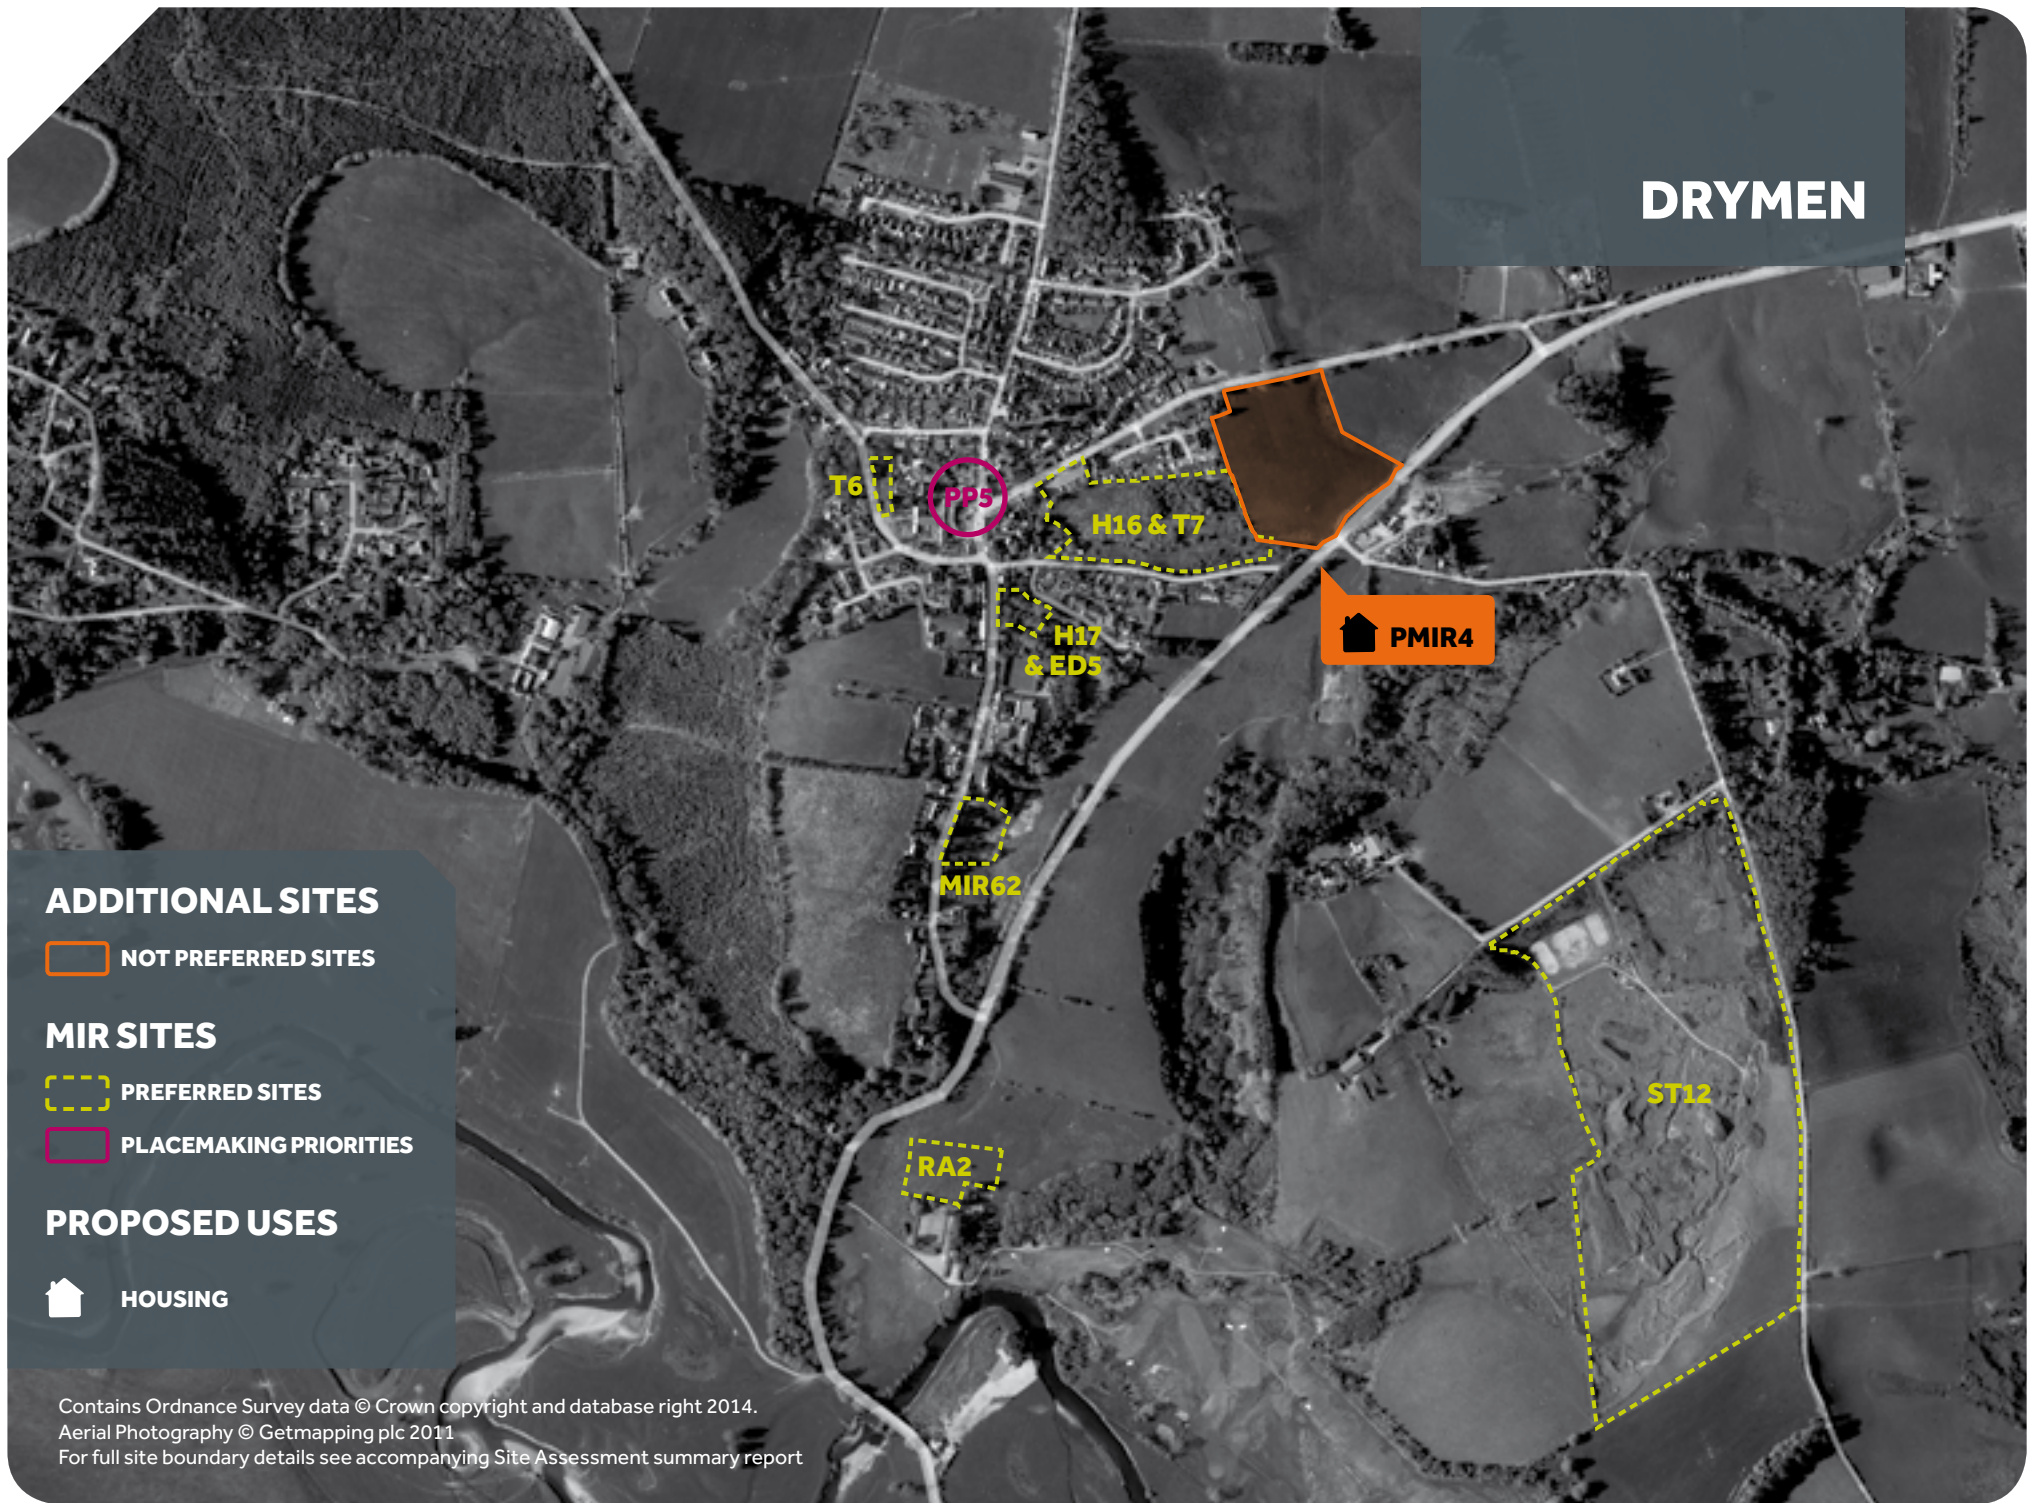 DRYMEN
T6
PP5
H16 & T7
PMIR4
H17
& ED5
MIR62
ST12
RA2
ADDITIONAL SITES
NOT PREFERRED SITES
MIR SITES
PREFERRED SITES
PLACEMAKING PRIORITIES
PROPOSED USES
HOUSING
Contains Ordnance Survey data © Crown copyright and database right 2014.
Aerial Photography © Getmapping plc 2011
For full site boundary details see accompanying Site Assessment summary report